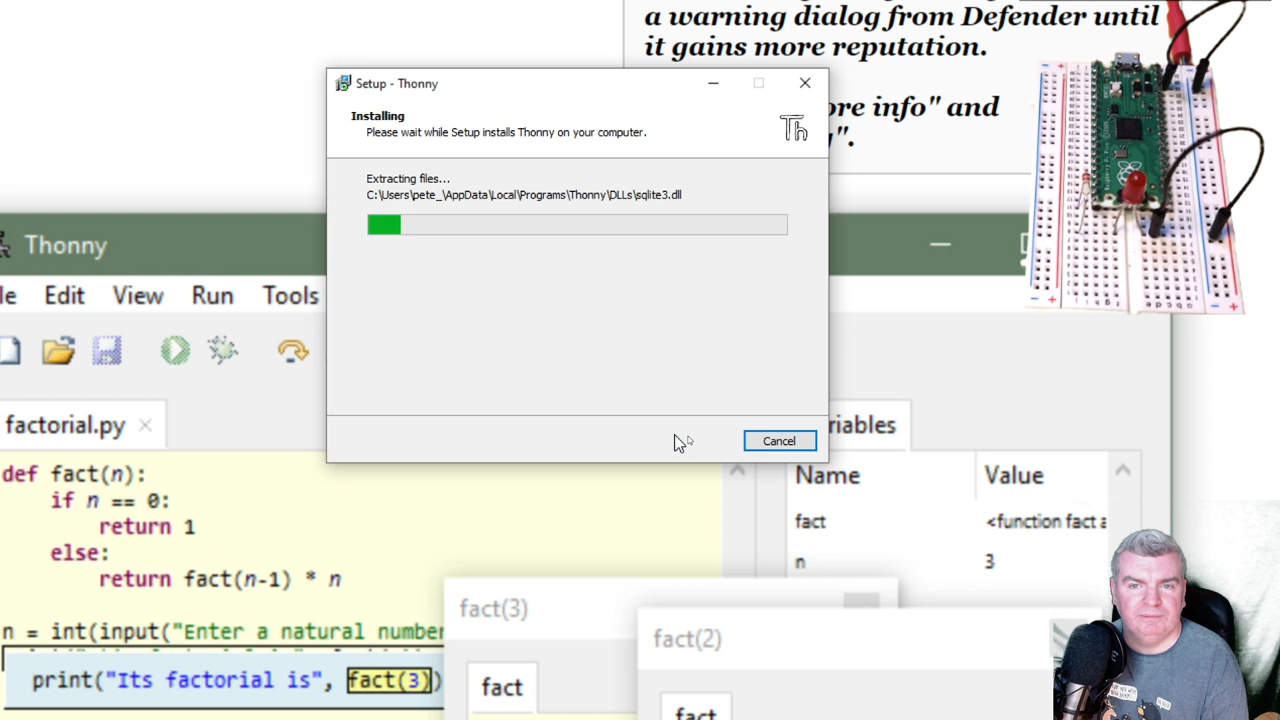 a warning dialog from Defender until
it gains more reputation.
ore info" and
g".
Setup - Thonny
Installing
Please wait while Setup installs Thonny on your computer.
Th
Extracting files...
C:\Users\pete_\AppData\Local\Programs\Thonny\DLLs\sqlite3.dll
Cancel
Thonny
le Edit View Run Tools
factorial.py
def fact(n):
if n == 0:
return 1
else:
return fact(n-1) * n
n = int(input("Enter a natural number
print("Its factorial is", fact(3))
riables
Name Value
fact <function fact a
n 3
fact(3)
fact
fact(2)
fact